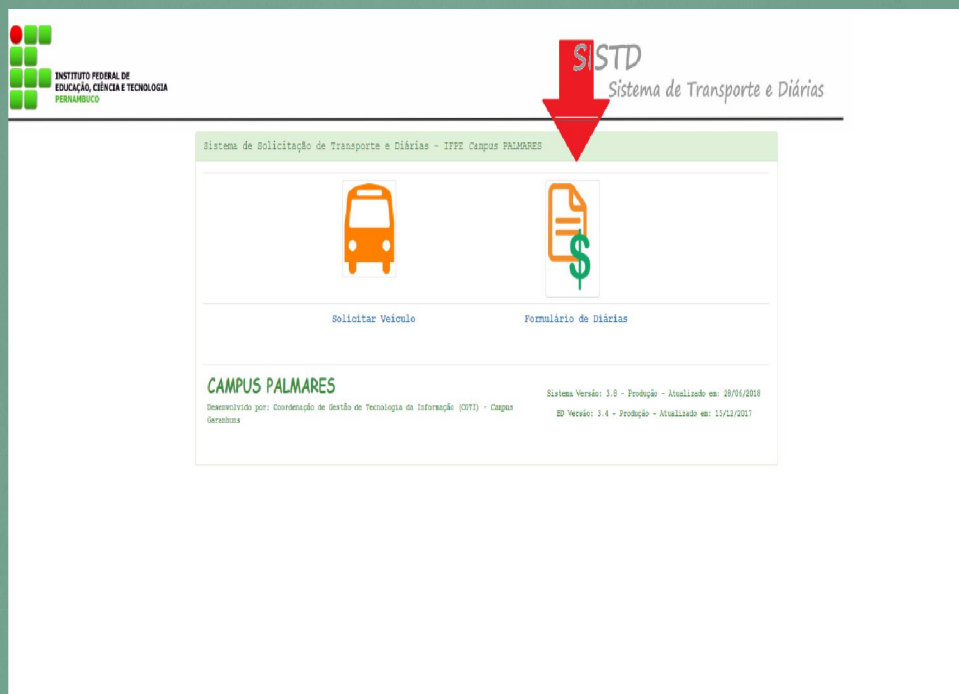 INSTITUTO FEDERAL DE
EDUCAÇÃO, CIÊNCIA E TECNOLOGIA
PERNAMBUCO
SISTD
Sistema de Transporte e Diárias
Sistema de Solicitação de Transporte e Diárias - IFPE Campus PALMARES
Solicitar Veículo
Formulário de Diárias
CAMPUS PALMARES
Desenvolvido por: Coordenação de Gestão de Tecnologia da Informação (CGTI) - Campus
Garanhuns
Sistema Versão: 3.8 - Produção - Atualizado em: 28/06/2018
BD Versão: 3.4 - Produção - Atualizado em: 15/12/2017